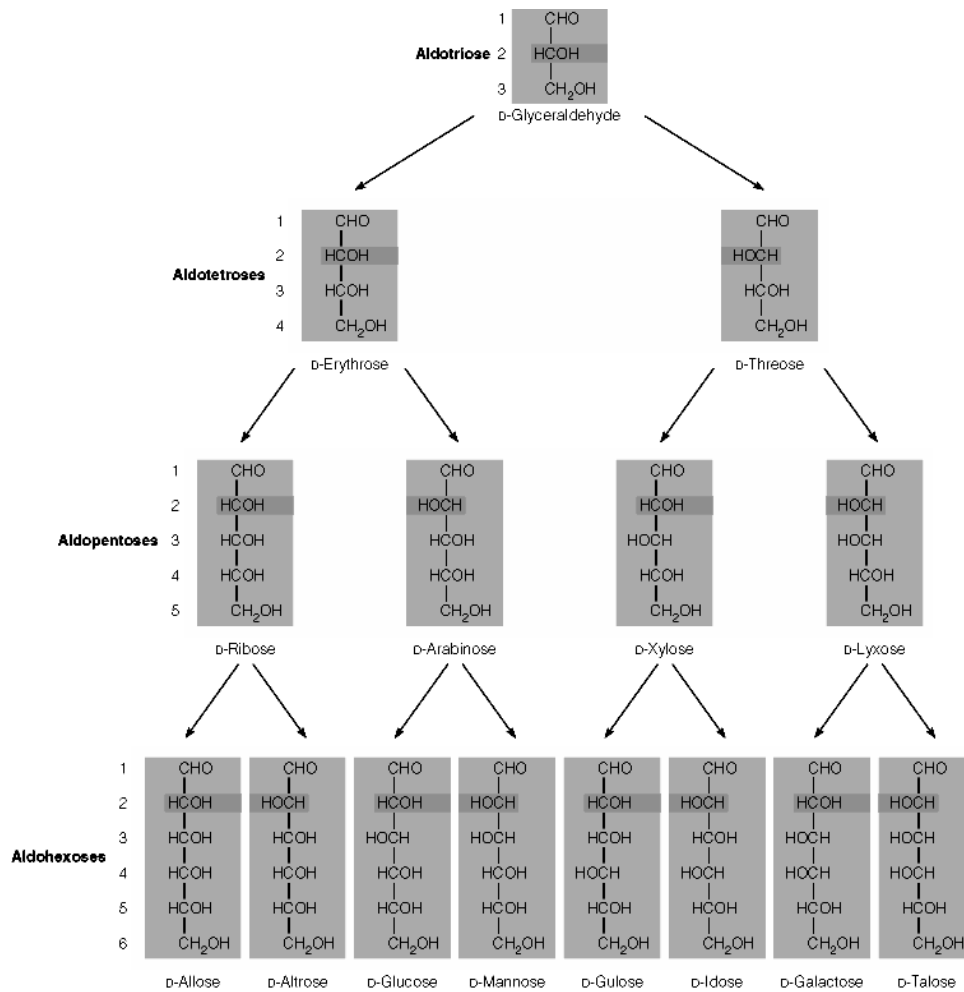 1 CHO
Aldotriose 2 HCOH
3 CH₂OH
D-Glyceraldehyde
1 CHO CHO
2 HCOH HOCH
Aldotetroses
3 HCOH HCOH
4 CH₂OH CH₂OH
D-Erythrose D-Threose
1 CHO CHO CHO CHO
2 HCOH HOCH HCOH HOCH
Aldopentoses 3 HCOH HCOH HOCH HOCH
4 HCOH HCOH HCOH HCOH
5 CH₂OH CH₂OH CH₂OH CH₂OH
D-Ribose D-Arabinose D-Xylose D-Lyxose
1 CHO CHO CHO CHO CHO CHO CHO CHO
2 HCOH HOCH HCOH HOCH HCOH HOCH HCOH HOCH
3 HCOH HCOH HOCH HOCH HCOH HCOH HOCH HOCH
Aldohexoses
4 HCOH HCOH HCOH HCOH HOCH HOCH HOCH HOCH
5 HCOH HCOH HCOH HCOH HCOH HCOH HCOH HCOH
6 CH₂OH CH₂OH CH₂OH CH₂OH CH₂OH CH₂OH CH₂OH CH₂OH
D-Allose D-Altrose D-Glucose D-Mannose D-Gulose D-Idose D-Galactose D-Talose